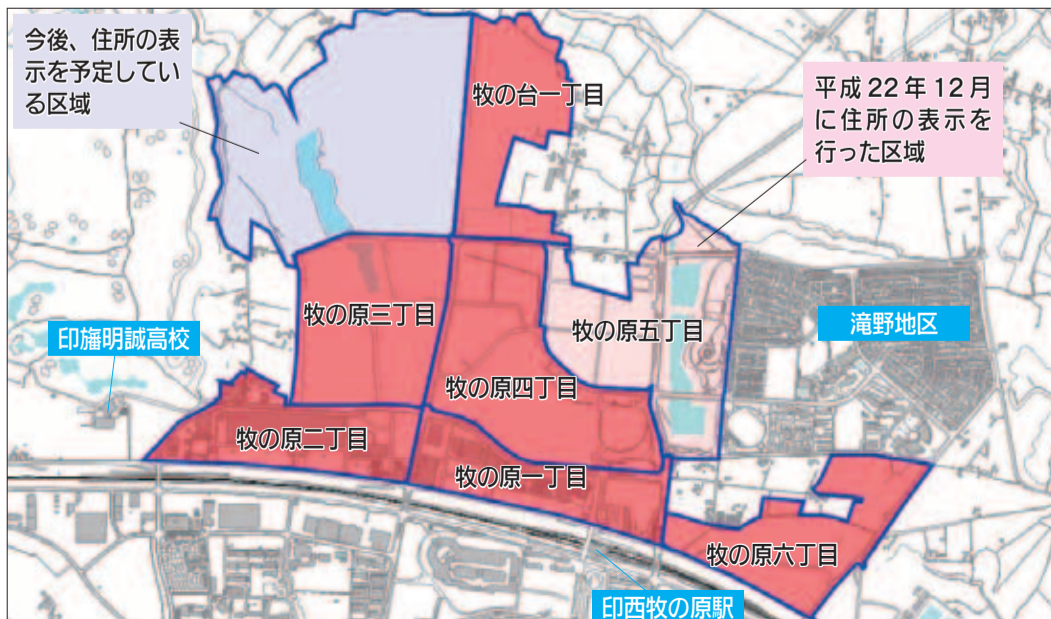 今後、住所の表
示を予定してい
る区域
牧の台一丁目
平成22年12月
に住所の表示を
行った区域
牧の原三丁目
牧の原五丁目
滝野地区
印旛明誠高校
牧の原四丁目
牧の原二丁目
牧の原一丁目
牧の原六丁目
印西牧の原駅